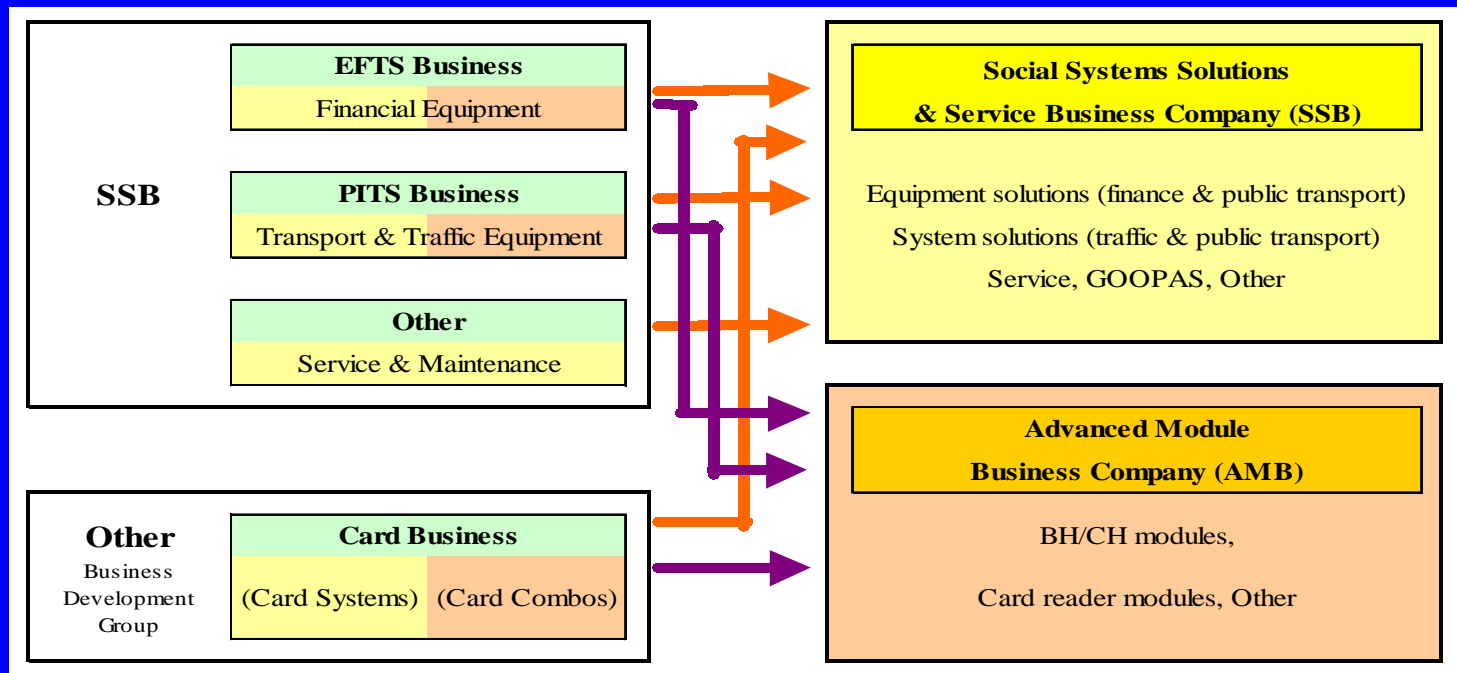 SSB
EFTS Business
Financial Equipment
PITS Business
Transport & Traffic Equipment
Other
Service & Maintenance
Other
Business
Development
Group
Card Business
(Card Systems) (Card Combos)
Social Systems Solutions
& Service Business Company (SSB)
Equipment solutions (finance & public transport)
System solutions (traffic & public transport)
Service, GOOPAS, Other
Advanced Module
Business Company (AMB)
BH/CH modules,
Card reader modules, Other